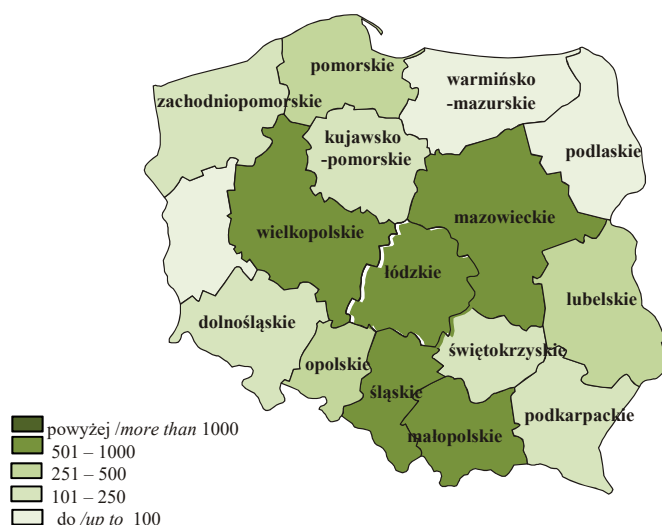 pomorskie
warmińsko
-mazurskie
zachodniopomorskie
kujawsko
-pomorskie
podlaskie
mazowieckie
wielkopolskie
łódzkie
lubelskie
dolnośląskie
świętokrzyskie
opolskie
śląskie
podkarpackie
małopolskie
powyżej /more than 1000
501 – 1000
251 – 500
101 – 250
do /up to 100